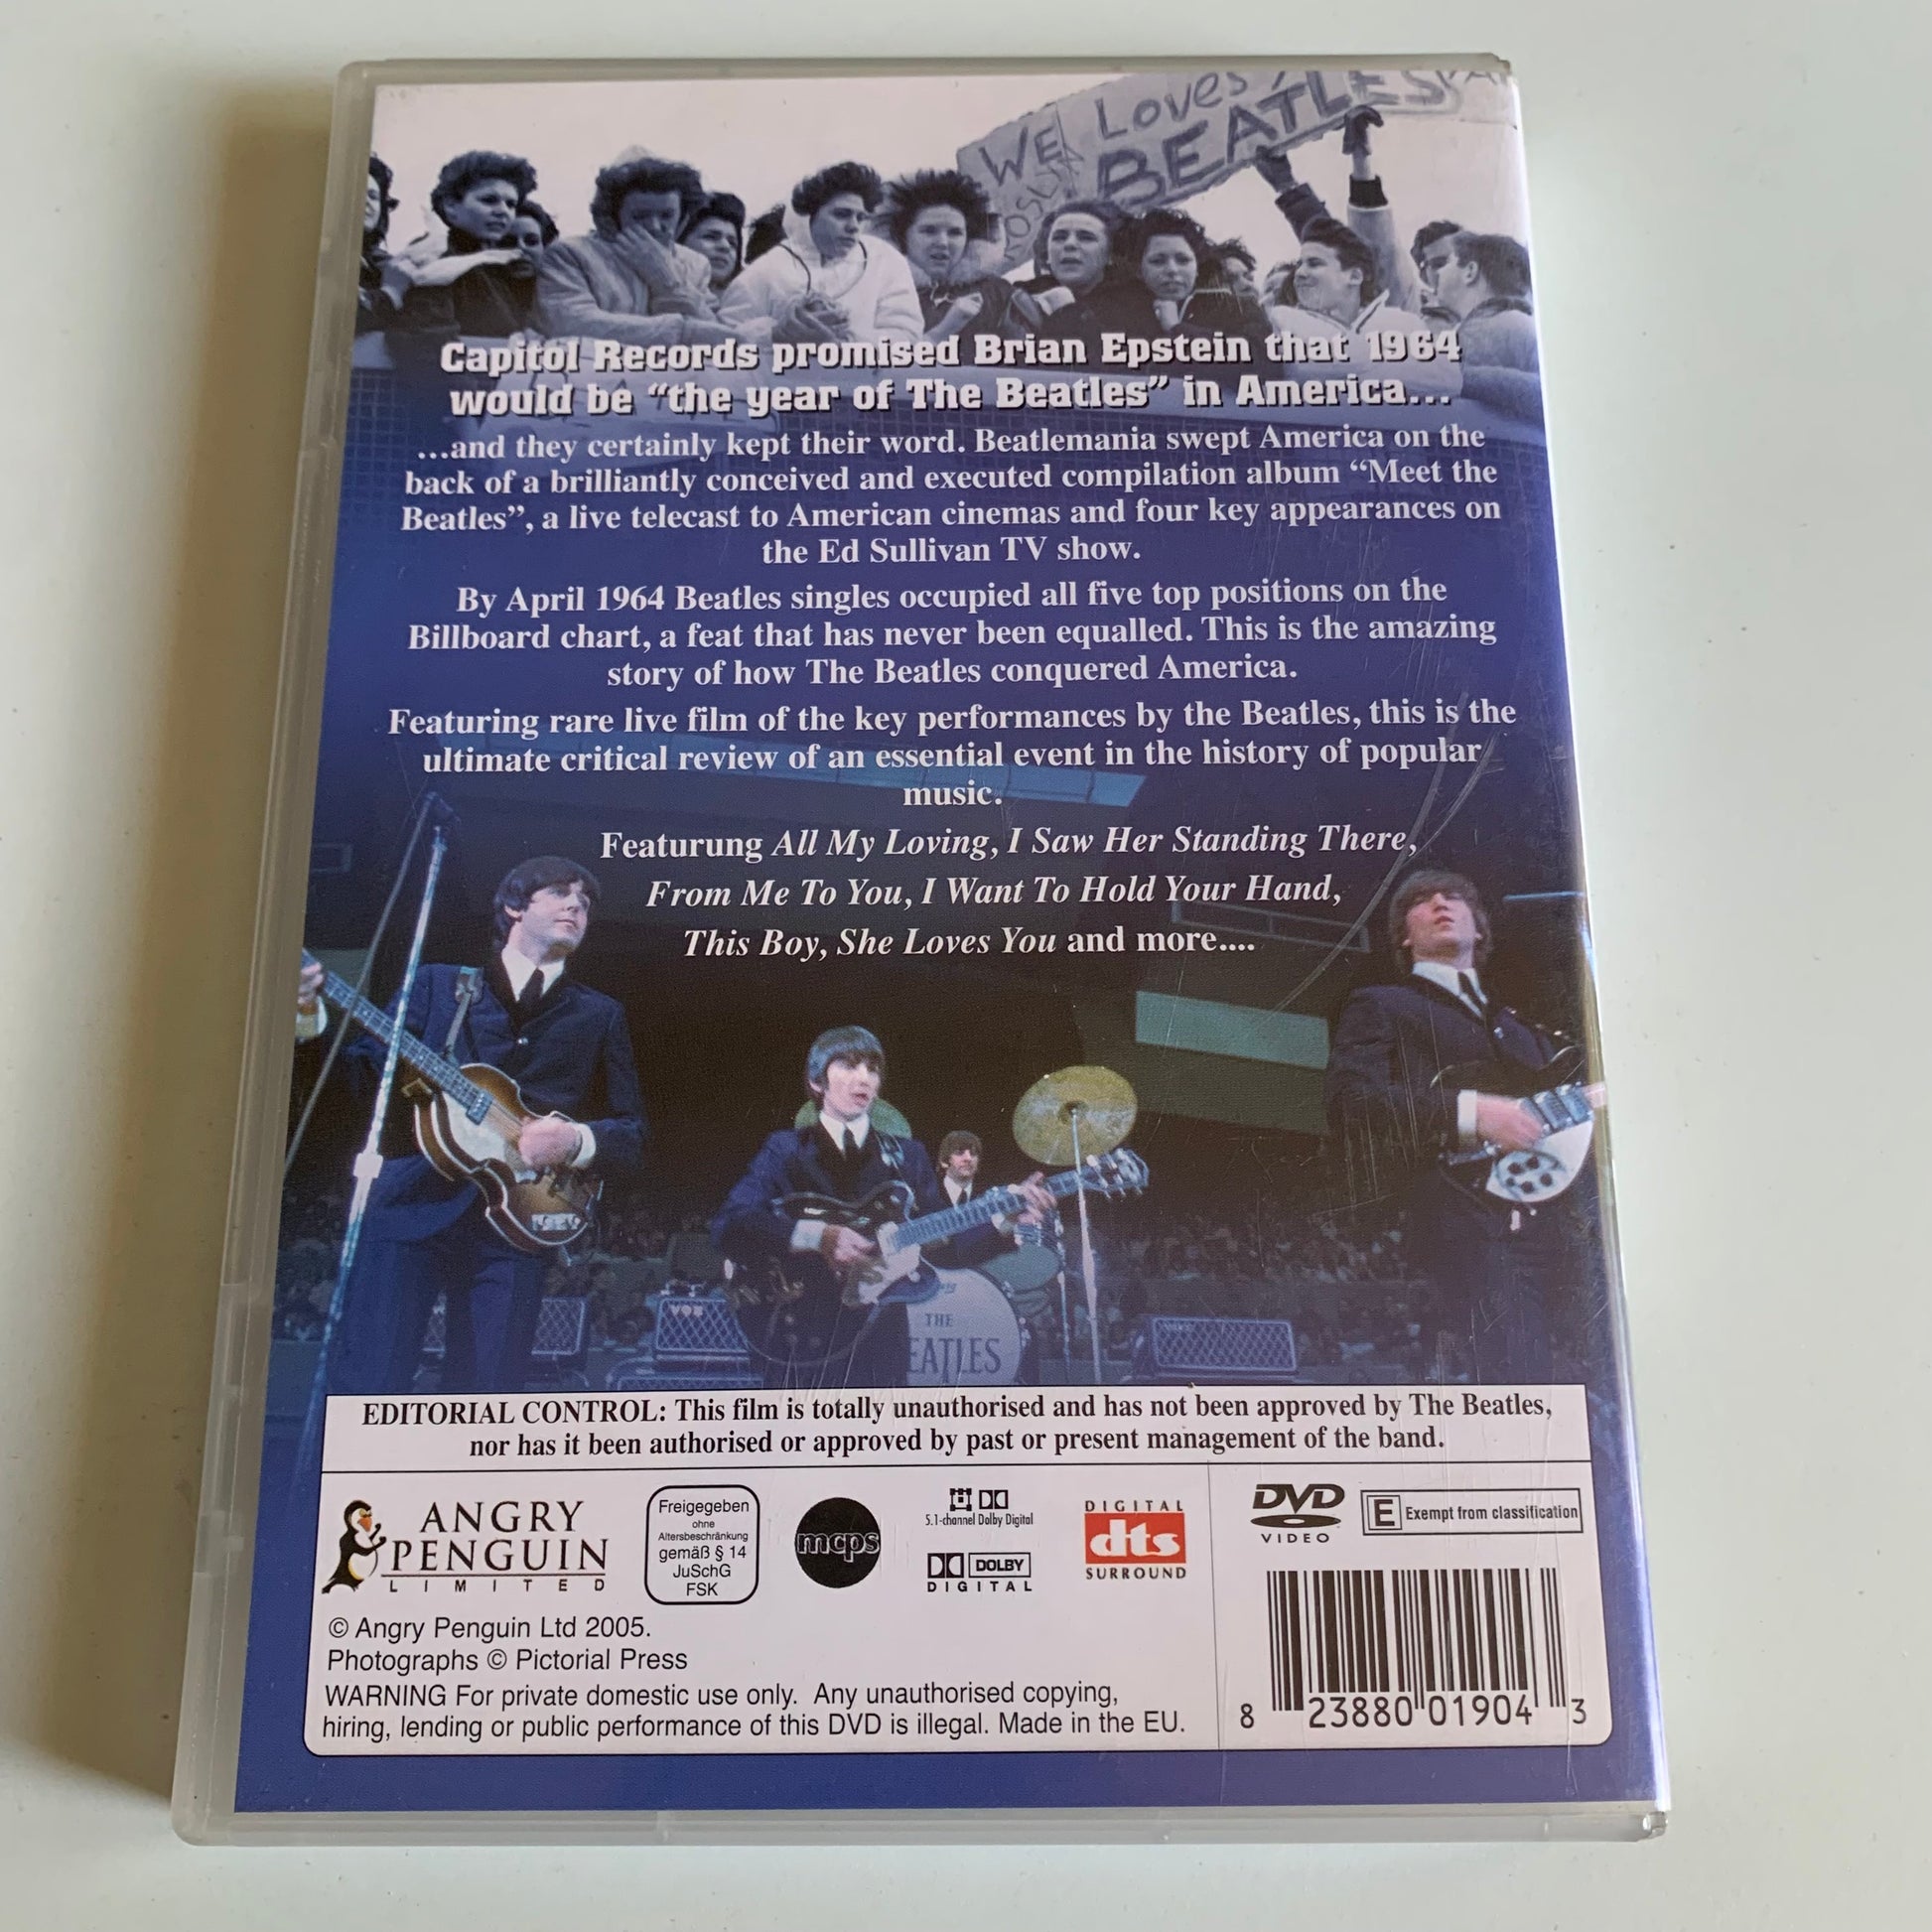 WE Loves
BEATLES
Capitol Records promised Brian Epstein that 1964
would be “the year of The Beatles” in America...
...and they certainly kept their word. Beatlemania swept America on the
back of a brilliantly conceived and executed compilation album “Meet the
Beatles”, a live telecast to American cinemas and four key appearances on
the Ed Sullivan TV show.
By April 1964 Beatles singles occupied all five top positions on the
Billboard chart, a feat that has never been equalled. This is the amazing
story of how The Beatles conquered America.
Featuring rare live film of the key performances by the Beatles, this is the
ultimate critical review of an essential event in the history of popular
music.
Featurung All My Loving, I Saw Her Standing There,
From Me To You, I Want To Hold Your Hand,
This Boy, She Loves You and more....
VOX
THE
EATLES
EDITORIAL CONTROL: This film is totally unauthorised and has not been approved by The Beatles,
nor has it been authorised or approved by past or present management of the band.
ANGRY
PENGUIN
LIMITED
Freigegeben
ohne
Altersbeschränkung
gemäß § 14
JuSchG
FSK
mcps
5.1-channel Dolby Digital
DOLBY
DIGITAL
DIGITAL
dts
SURROUND
DVD
VIDEO
E Exempt from classification
© Angry Penguin Ltd 2005.
Photographs © Pictorial Press
WARNING For private domestic use only. Any unauthorised copying,
hiring, lending or public performance of this DVD is illegal. Made in the EU.
8 23880 01904 3